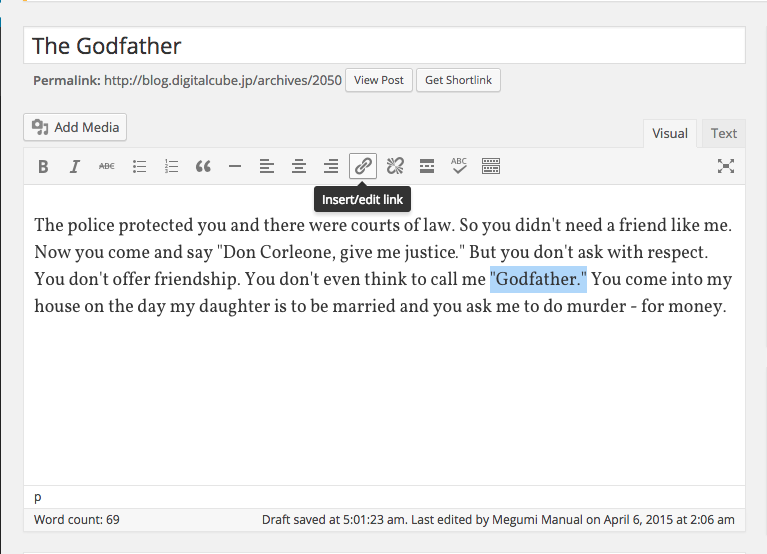 The Godfather
Permalink: http://blog.digitalcube.jp/archives/2050 View Post Get Shortlink
Add Media
Visual Text
B I ABC ABC
Insert/edit link
The police protected you and there were courts of law. So you didn't need a friend like me.
Now you come and say "Don Corleone, give me justice." But you don't ask with respect.
You don't offer friendship. You don't even think to call me "Godfather." You come into my
house on the day my daughter is to be married and you ask me to do murder - for money.
p
Word count: 69 Draft saved at 5:01:23 am. Last edited by Megumi Manual on April 6, 2015 at 2:06 am